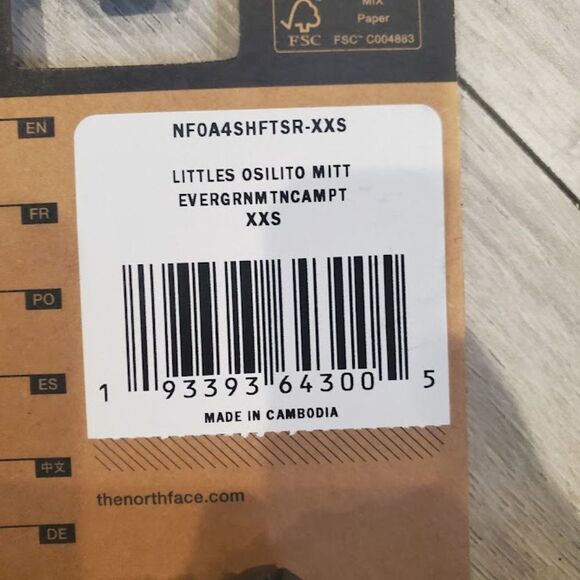 MIX
Paper
FSC
FSC™ C004883
EN
NF0A4SHFTSR-XXS
LITTLES OSILITO MITT
EVERGRNMTNCAMPT
XXS
FR
PO
ES
1 93393 64300 5
MADE IN CAMBODIA
中文
thenorthface.com
DE